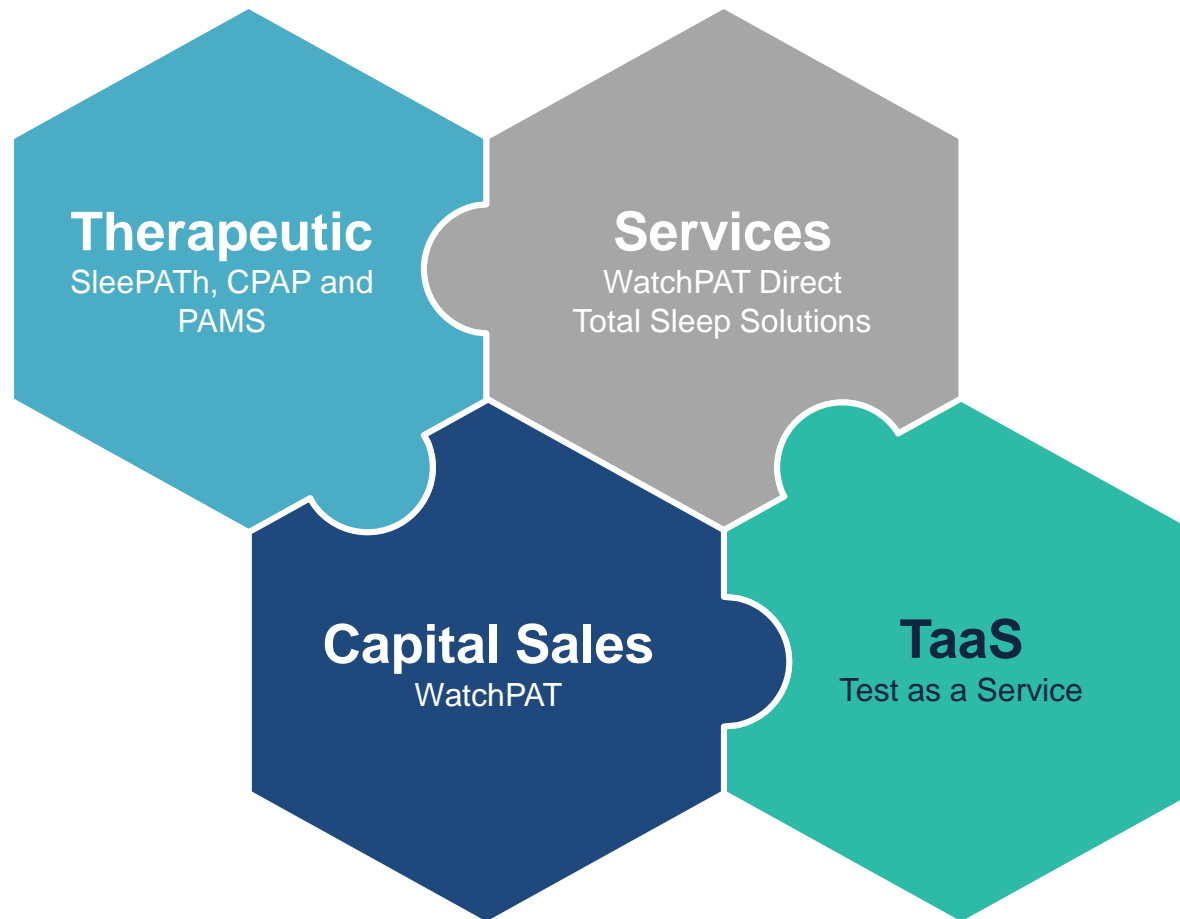 Therapeutic
SleePATh, CPAP and
PAMS
Services
WatchPAT Direct
Total Sleep Solutions
Capital Sales
WatchPAT
TaaS
Test as a Service